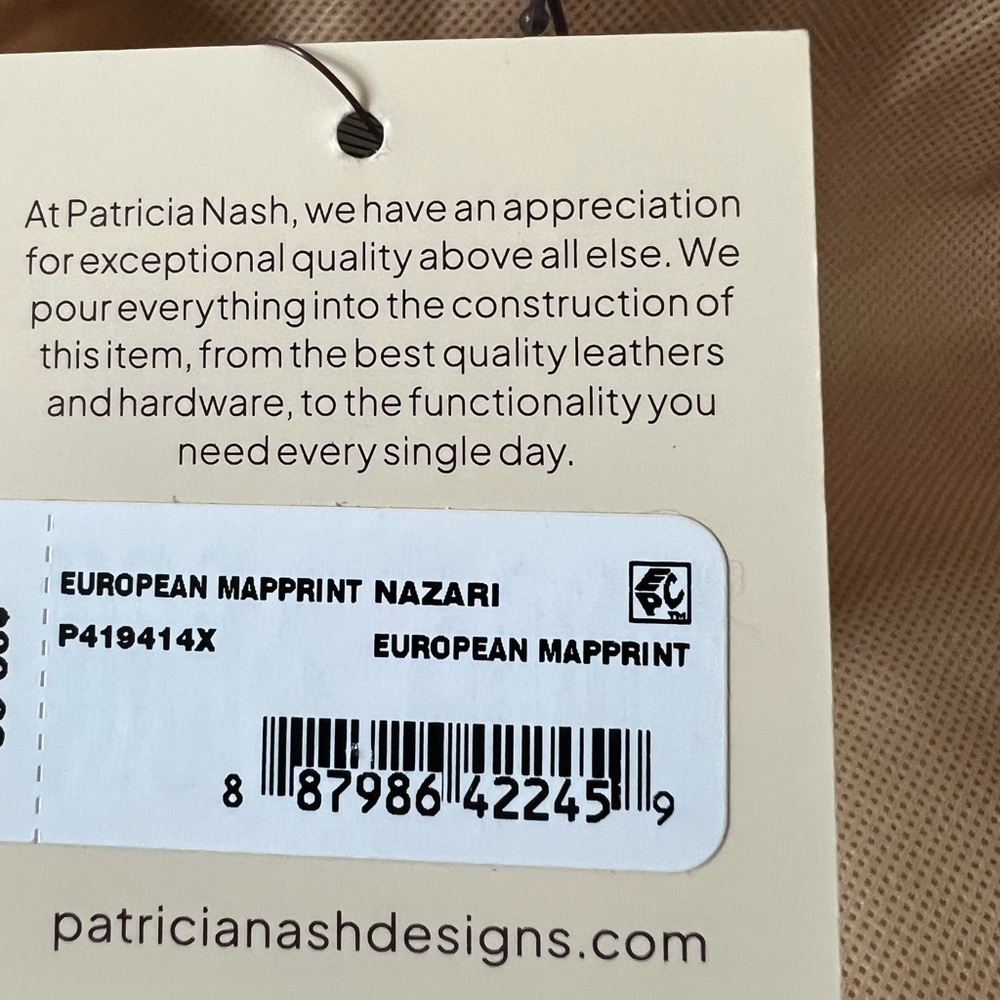 At Patricia Nash, we have an appreciation
for exceptional quality above all else. We
pour everything into the construction of
this item, from the best quality leathers
and hardware, to the functionality you
need every single day.
EUROPEAN MAPPRINT NAZARI
EPC™
P419414X
EUROPEAN MAPPRINT
8 87986 42245 9
patricianashdesigns.com